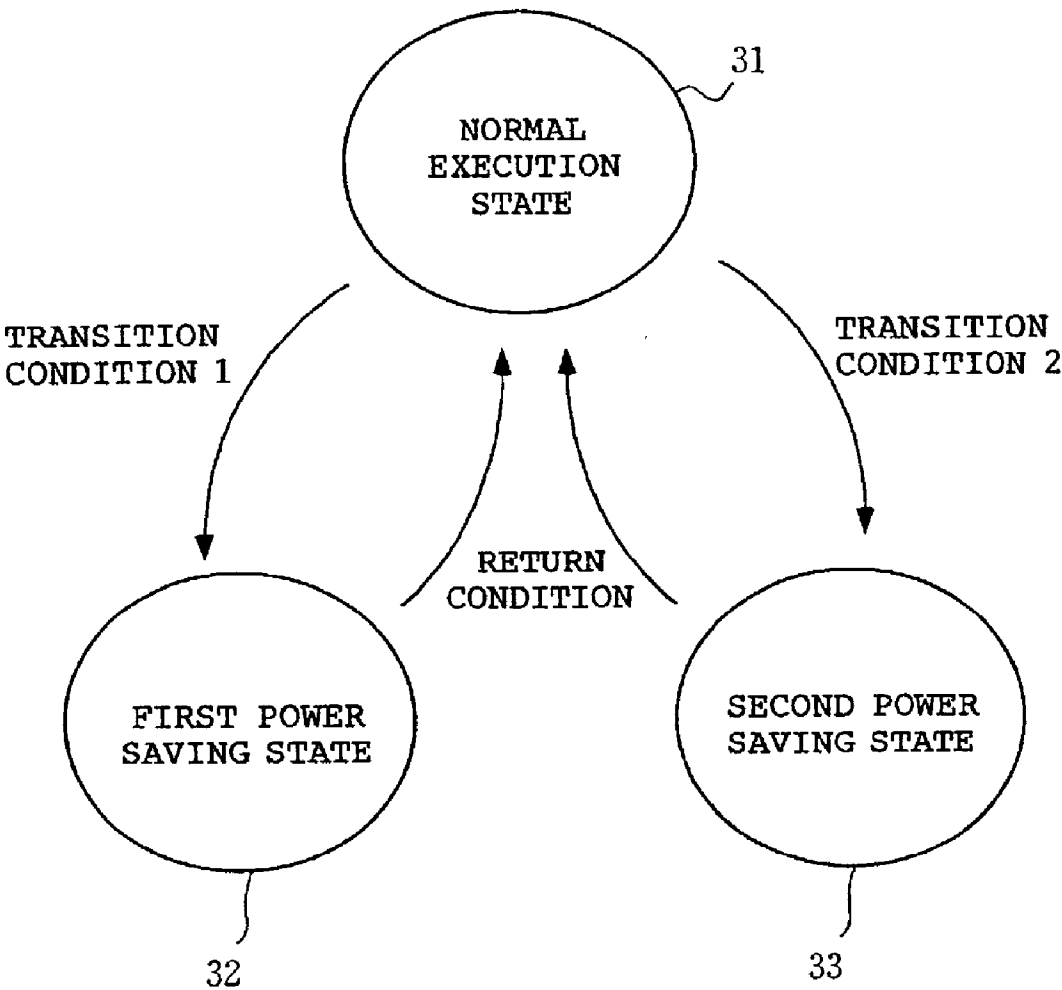 31
NORMAL
EXECUTION
STATE
TRANSITION
CONDITION 1
TRANSITION
CONDITION 2
RETURN
CONDITION
FIRST POWER
SAVING STATE
SECOND POWER
SAVING STATE
32
33